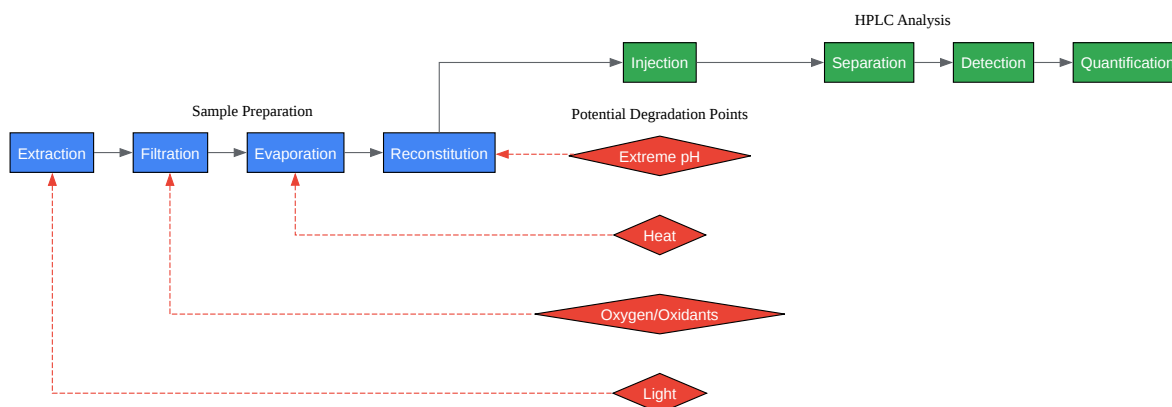 HPLC Analysis
Injection
Separation
Detection
Quantification
Sample Preparation
Potential Degradation Points
Extraction
Filtration
Evaporation
Reconstitution
Extreme pH
Heat
Oxygen/Oxidants
Light